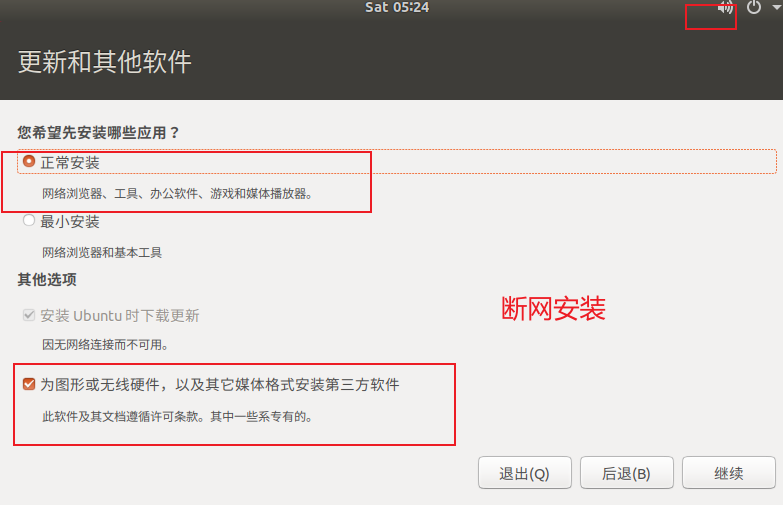 Sat 05:24
更新和其他软件
您希望先安装哪些应用？
正常安装
网络浏览器、工具、办公软件、游戏和媒体播放器。
最小安装
网络浏览器和基本工具
其他选项
断网安装
安装 Ubuntu 时下载更新
因无网络连接而不可用。
为图形或无线硬件，以及其它媒体格式安装第三方软件
此软件及其文档遵循许可条款。其中一些系专有的。
退出(Q) 后退(B) 继续